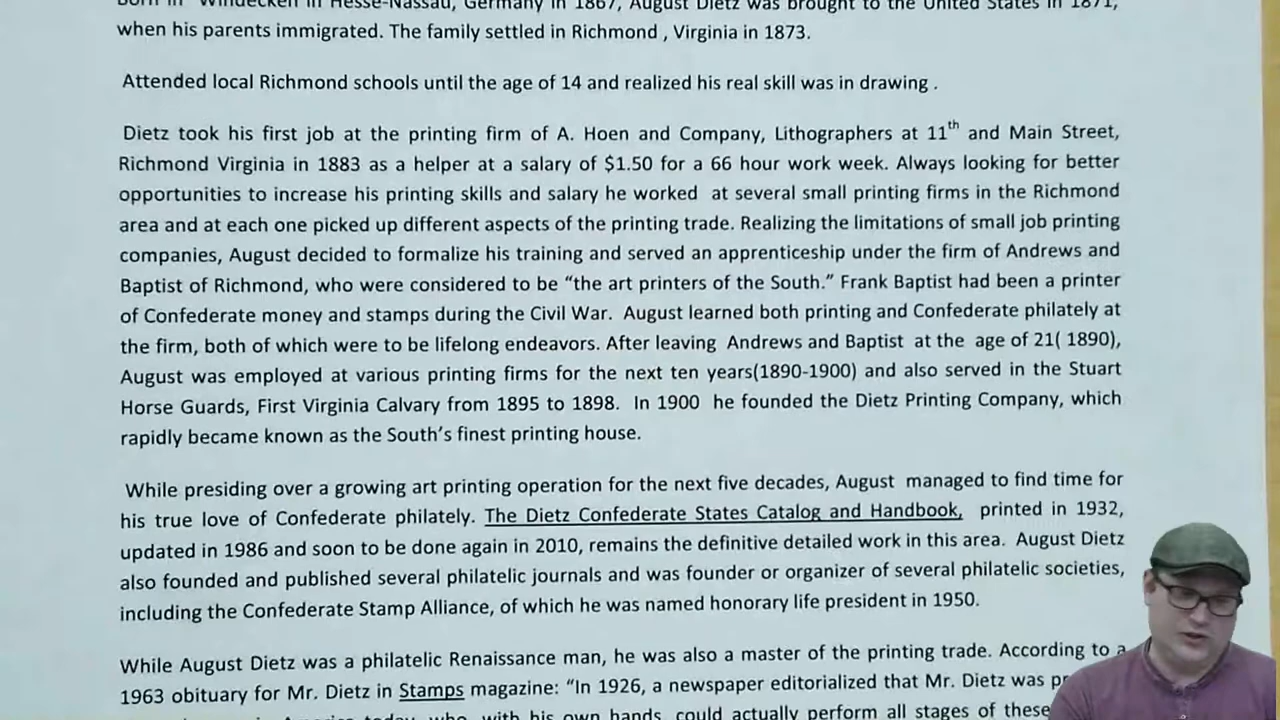 Born in Windecken in Hesse-Nassau, Germany in 1867, August Dietz was brought to the United States in 1871,
when his parents immigrated. The family settled in Richmond , Virginia in 1873.
Attended local Richmond schools until the age of 14 and realized his real skill was in drawing .
Dietz took his first job at the printing firm of A. Hoen and Company, Lithographers at 11th and Main Street,
Richmond Virginia in 1883 as a helper at a salary of $1.50 for a 66 hour work week. Always looking for better
opportunities to increase his printing skills and salary he worked at several small printing firms in the Richmond
area and at each one picked up different aspects of the printing trade. Realizing the limitations of small job printing
companies, August decided to formalize his training and served an apprenticeship under the firm of Andrews and
Baptist of Richmond, who were considered to be “the art printers of the South.” Frank Baptist had been a printer
of Confederate money and stamps during the Civil War. August learned both printing and Confederate philately at
the firm, both of which were to be lifelong endeavors. After leaving Andrews and Baptist at the age of 21( 1890),
August was employed at various printing firms for the next ten years(1890-1900) and also served in the Stuart
Horse Guards, First Virginia Calvary from 1895 to 1898. In 1900 he founded the Dietz Printing Company, which
rapidly became known as the South’s finest printing house.
While presiding over a growing art printing operation for the next five decades, August managed to find time for
his true love of Confederate philately. The Dietz Confederate States Catalog and Handbook, printed in 1932,
updated in 1986 and soon to be done again in 2010, remains the definitive detailed work in this area. August Dietz
also founded and published several philatelic journals and was founder or organizer of several philatelic societies,
including the Confederate Stamp Alliance, of which he was named honorary life president in 1950.
While August Dietz was a philatelic Renaissance man, he was also a master of the printing trade. According to a
1963 obituary for Mr. Dietz in Stamps magazine: “In 1926, a newspaper editorialized that Mr. Dietz was
in America today, who, with his own hands, could actually perform all stages of these